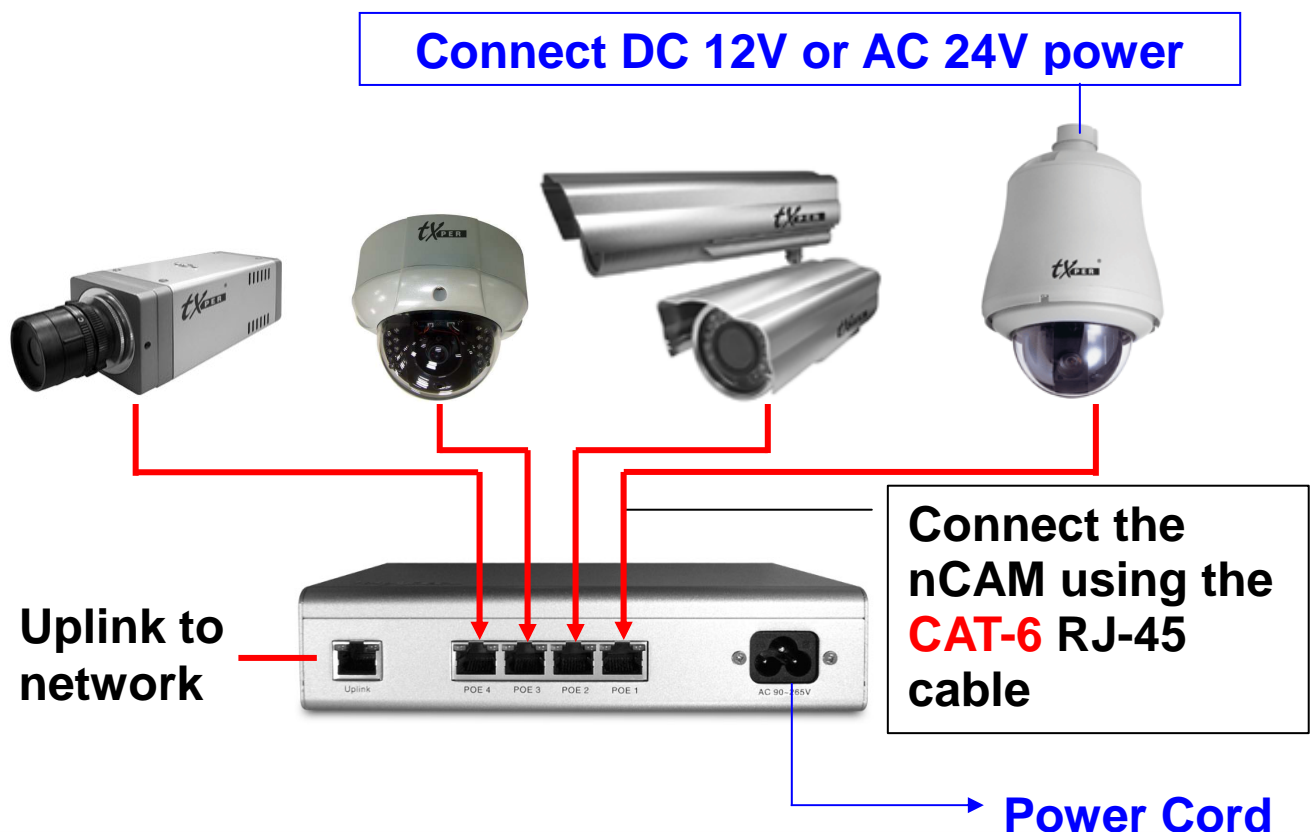 Connect DC 12V or AC 24V power
tXPER
tXPER
tXPER
tXPER
Connect the
nCAM using the
CAT-6 RJ-45
cable
Uplink to
network
Uplink
POE 4
POE 3
POE 2
POE 1
AC 90~265V
Power Cord